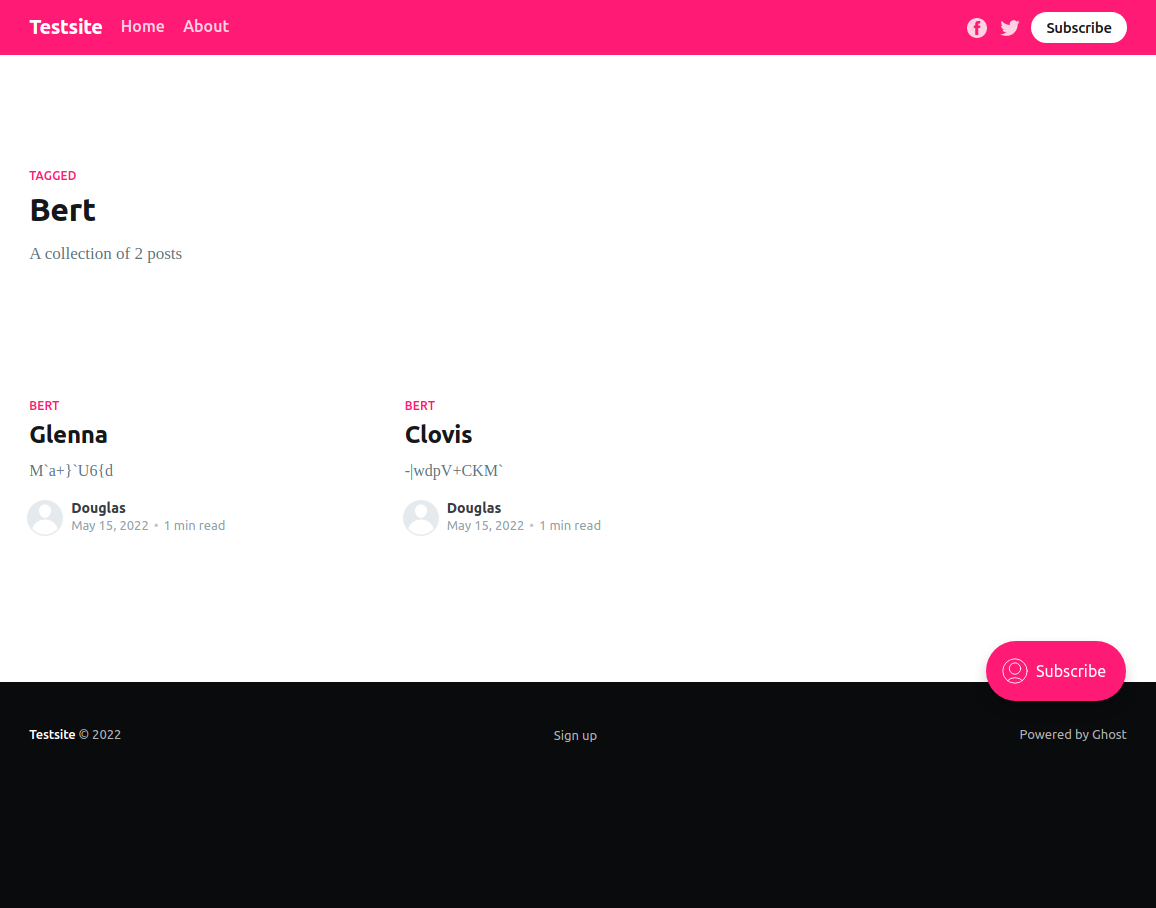 Testsite Home About Subscribe
TAGGED
Bert
A collection of 2 posts
BERT
Glenna
M`a+}`U6{d
Douglas
May 15, 2022 • 1 min read
BERT
Clovis
-|wdpV+CKM`
Douglas
May 15, 2022 • 1 min read
Subscribe
Testsite © 2022
Sign up
Powered by Ghost